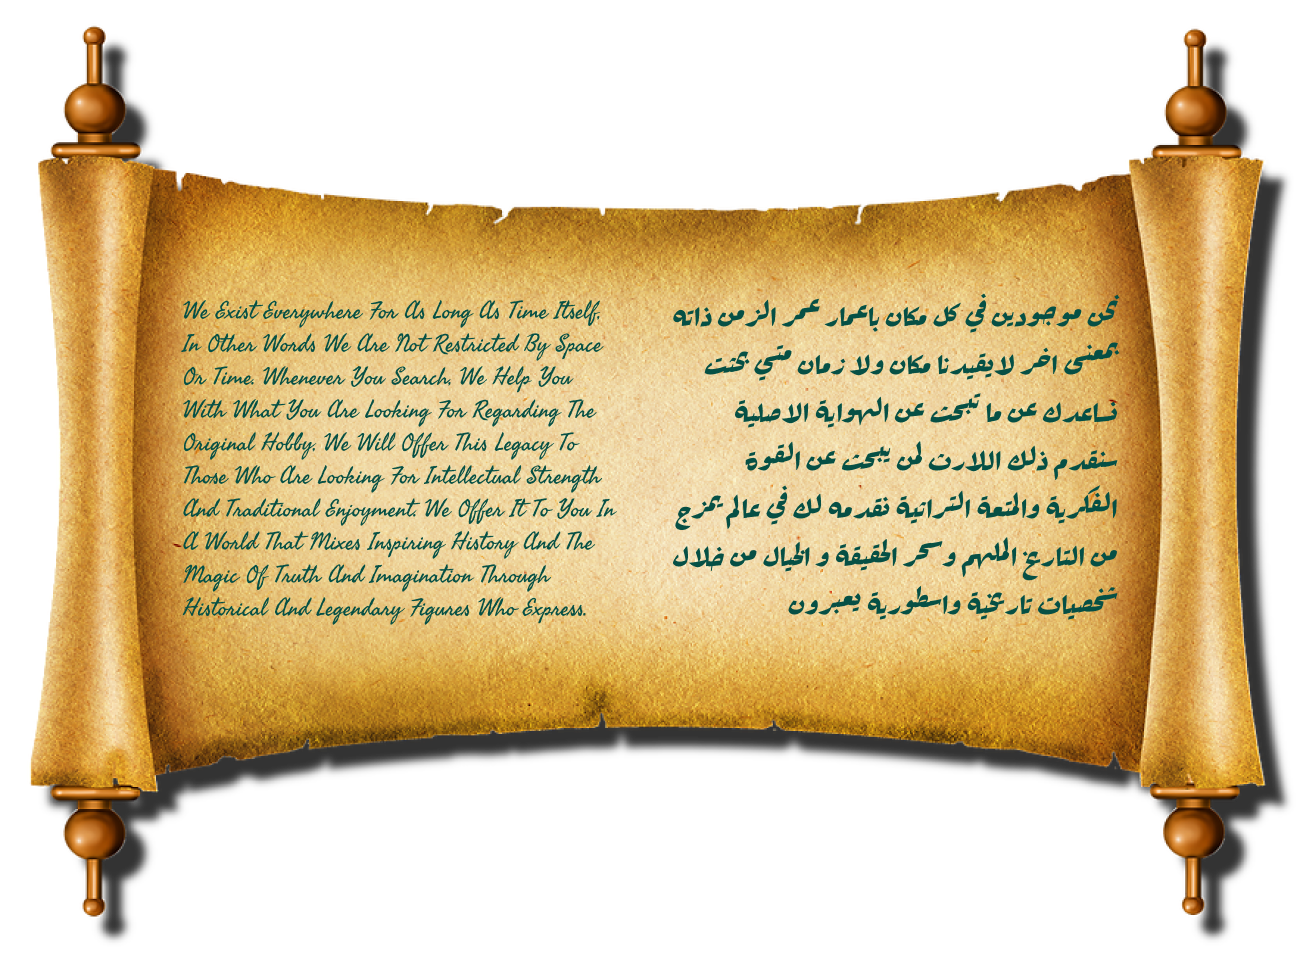 We Exist Everywhere For As Long As Time Itself,
In Other Words We Are Not Restricted By Space
Or Time. Whenever You Search, We Help You
With What You Are Looking For Regarding The
Original Hobby. We Will Offer This Legacy To
Those Who Are Looking For Intellectual Strength
And Traditional Enjoyment. We Offer It To You In
A World That Mixes Inspiring History And The
Magic Of Truth And Imagination Through
Historical And Legendary Figures Who Express.
نحن موجودين في كل مكان باعمار عمر الزمن ذاته
بمعنى اخر لايقيدنا مكان ولا زمان متي بحثت
نساعدك عن ما تبحث عن الهواية الاصلية
سنقدم ذلك اللارث لمن يبحث عن القوة
الفكرية والمتعة التراثية نقدمه لك في عالم يمزج
من التاريخ الملهم و سحر الحقيقة و الخيال من خلال
شخصيات تاريخية واسطورية يعبرون